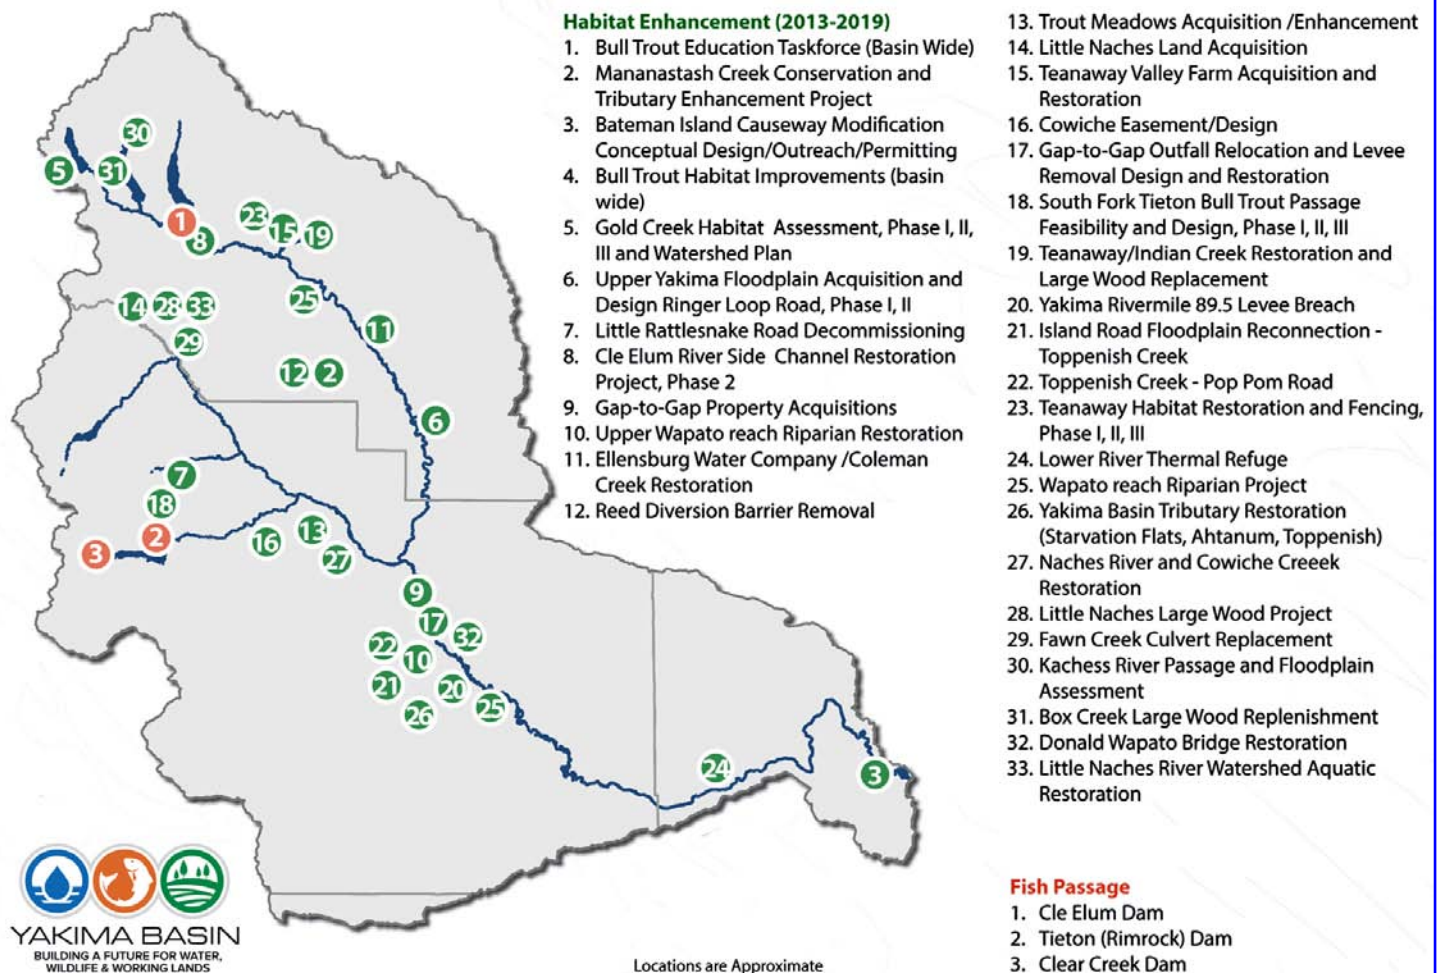 Habitat Enhancement (2013-2019)
1. Bull Trout Education Taskforce (Basin Wide)
2. Mananastash Creek Conservation and
Tributary Enhancement Project
3. Bateman Island Causeway Modification
Conceptual Design/Outreach/Permitting
4. Bull Trout Habitat Improvements (basin
wide)
5. Gold Creek Habitat Assessment, Phase I, II,
III and Watershed Plan
6. Upper Yakima Floodplain Acquisition and
Design Ringer Loop Road, Phase I, II
7. Little Rattlesnake Road Decommissioning
8. Cle Elum River Side Channel Restoration
Project, Phase 2
9. Gap-to-Gap Property Acquisitions
10. Upper Wapato reach Riparian Restoration
11. Ellensburg Water Company /Coleman
Creek Restoration
12. Reed Diversion Barrier Removal
13. Trout Meadows Acquisition /Enhancement
14. Little Naches Land Acquisition
15. Teanaway Valley Farm Acquisition and
Restoration
16. Cowiche Easement/Design
17. Gap-to-Gap Outfall Relocation and Levee
Removal Design and Restoration
18. South Fork Tieton Bull Trout Passage
Feasibility and Design, Phase I, II, III
19. Teanaway/Indian Creek Restoration and
Large Wood Replacement
20. Yakima Rivermile 89.5 Levee Breach
21. Island Road Floodplain Reconnection -
Toppenish Creek
22. Toppenish Creek - Pop Pom Road
23. Teanaway Habitat Restoration and Fencing,
Phase I, II, III
24. Lower River Thermal Refuge
25. Wapato reach Riparian Project
26. Yakima Basin Tributary Restoration
(Starvation Flats, Ahtanum, Toppenish)
27. Naches River and Cowiche Creeek
Restoration
28. Little Naches Large Wood Project
29. Fawn Creek Culvert Replacement
30. Kachess River Passage and Floodplain
Assessment
31. Box Creek Large Wood Replenishment
32. Donald Wapato Bridge Restoration
33. Little Naches River Watershed Aquatic
Restoration
Fish Passage
1. Cle Elum Dam
2. Tieton (Rimrock) Dam
3. Clear Creek Dam
30
5 31
1
8
23 15 19
14 28 33
25
11
29
12 2
6
7
18
2
3
16 13
27
9
17
32
22 10
21 20
26 25
24
3
YAKIMA BASIN
BUILDING A FUTURE FOR WATER,
WILDLIFE & WORKING LANDS
Locations are Approximate